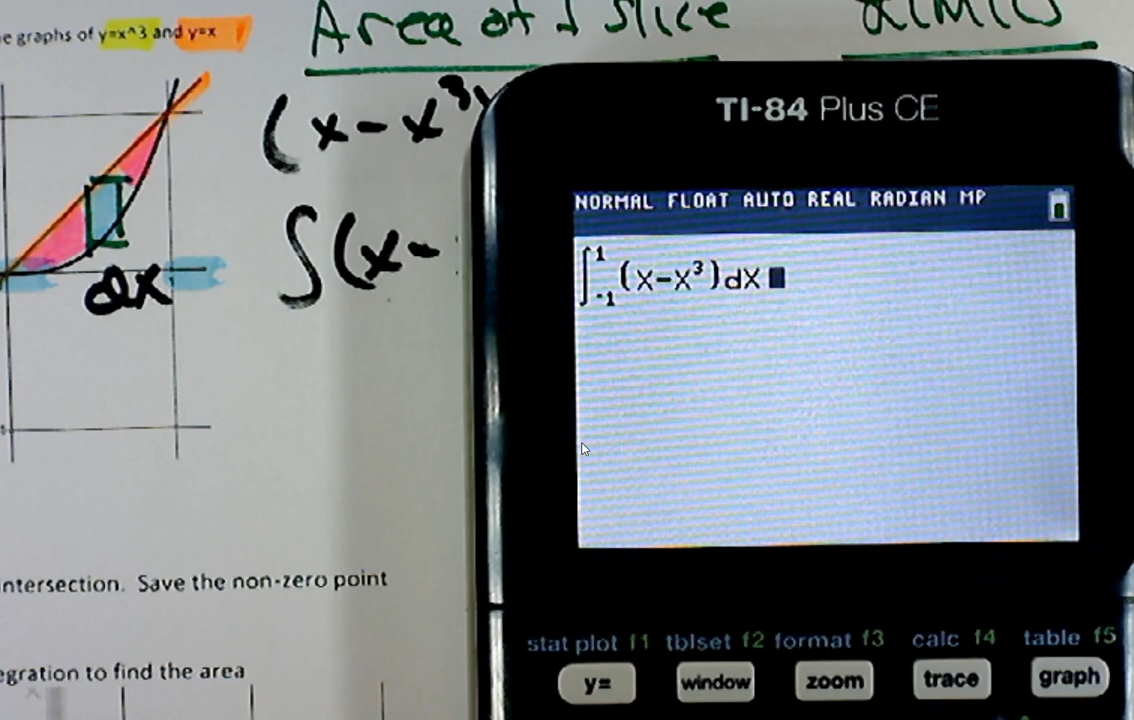 e graphs of y=x^3 and y=x
Area of 1 Slice
(x-x³)
∫(x-
dx
TI-84 Plus CE
NORMAL FLOAT AUTO REAL RADIAN MP
∫₋₁¹(X-X³)dX
ntersection. Save the non-zero point
egration to find the area
stat plot f1 tblset f2 format f3 calc f4 table f5
y= window zoom trace graph